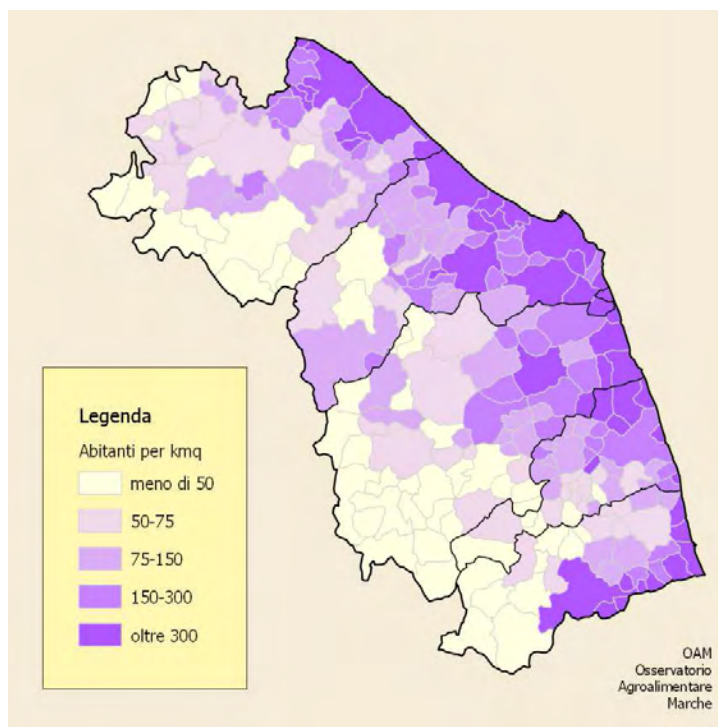 Legenda
Abitanti per kmq
meno di 50
50-75
75-150
150-300
oltre 300
OAM
Osservatorio
Agroalimentare
Marche